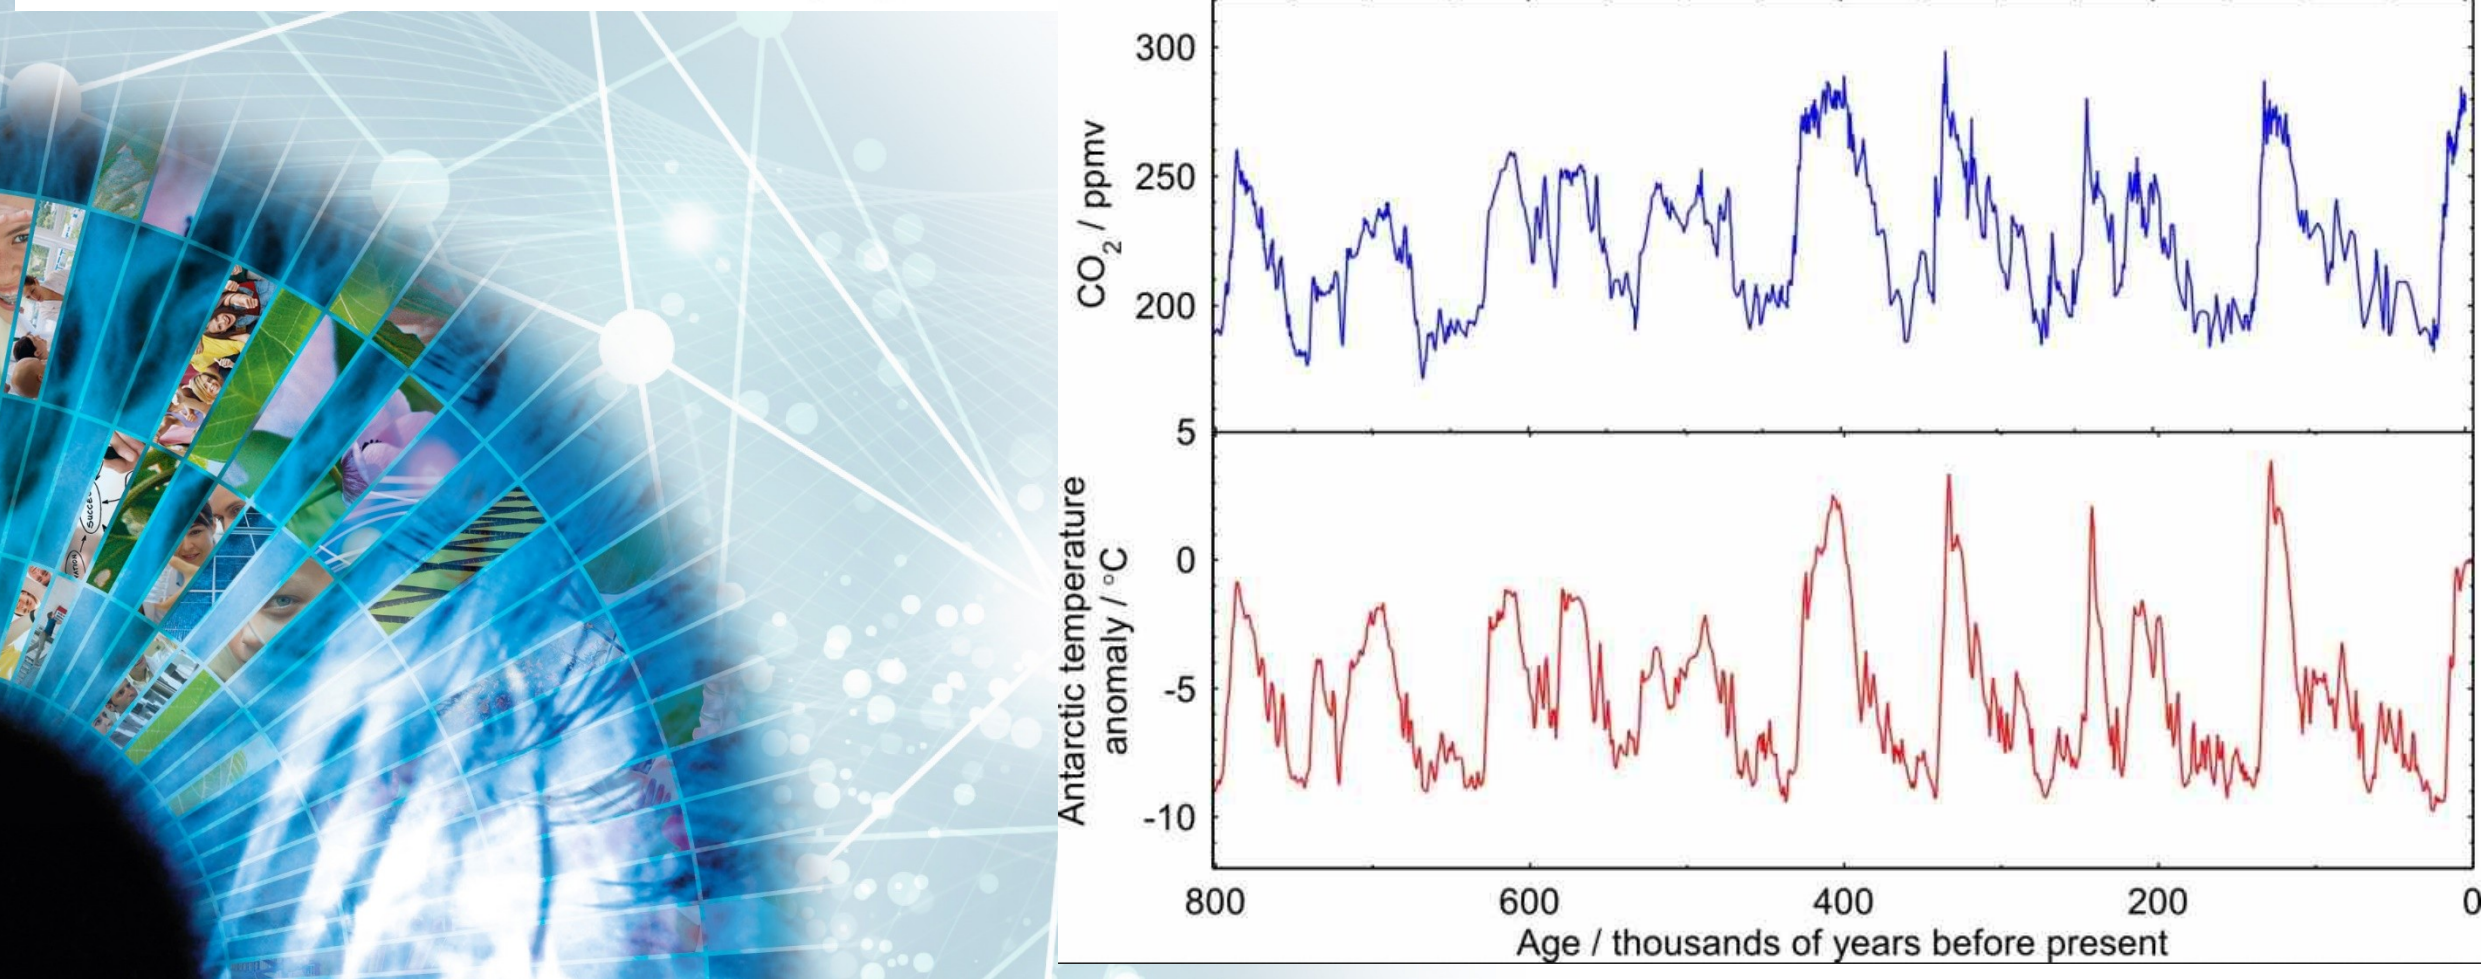 SUCCES
300
250
200
CO2 / ppmv
5
0
-5
-10
Antarctic temperature
anomaly / °C
800 600 400 200 0
Age / thousands of years before present